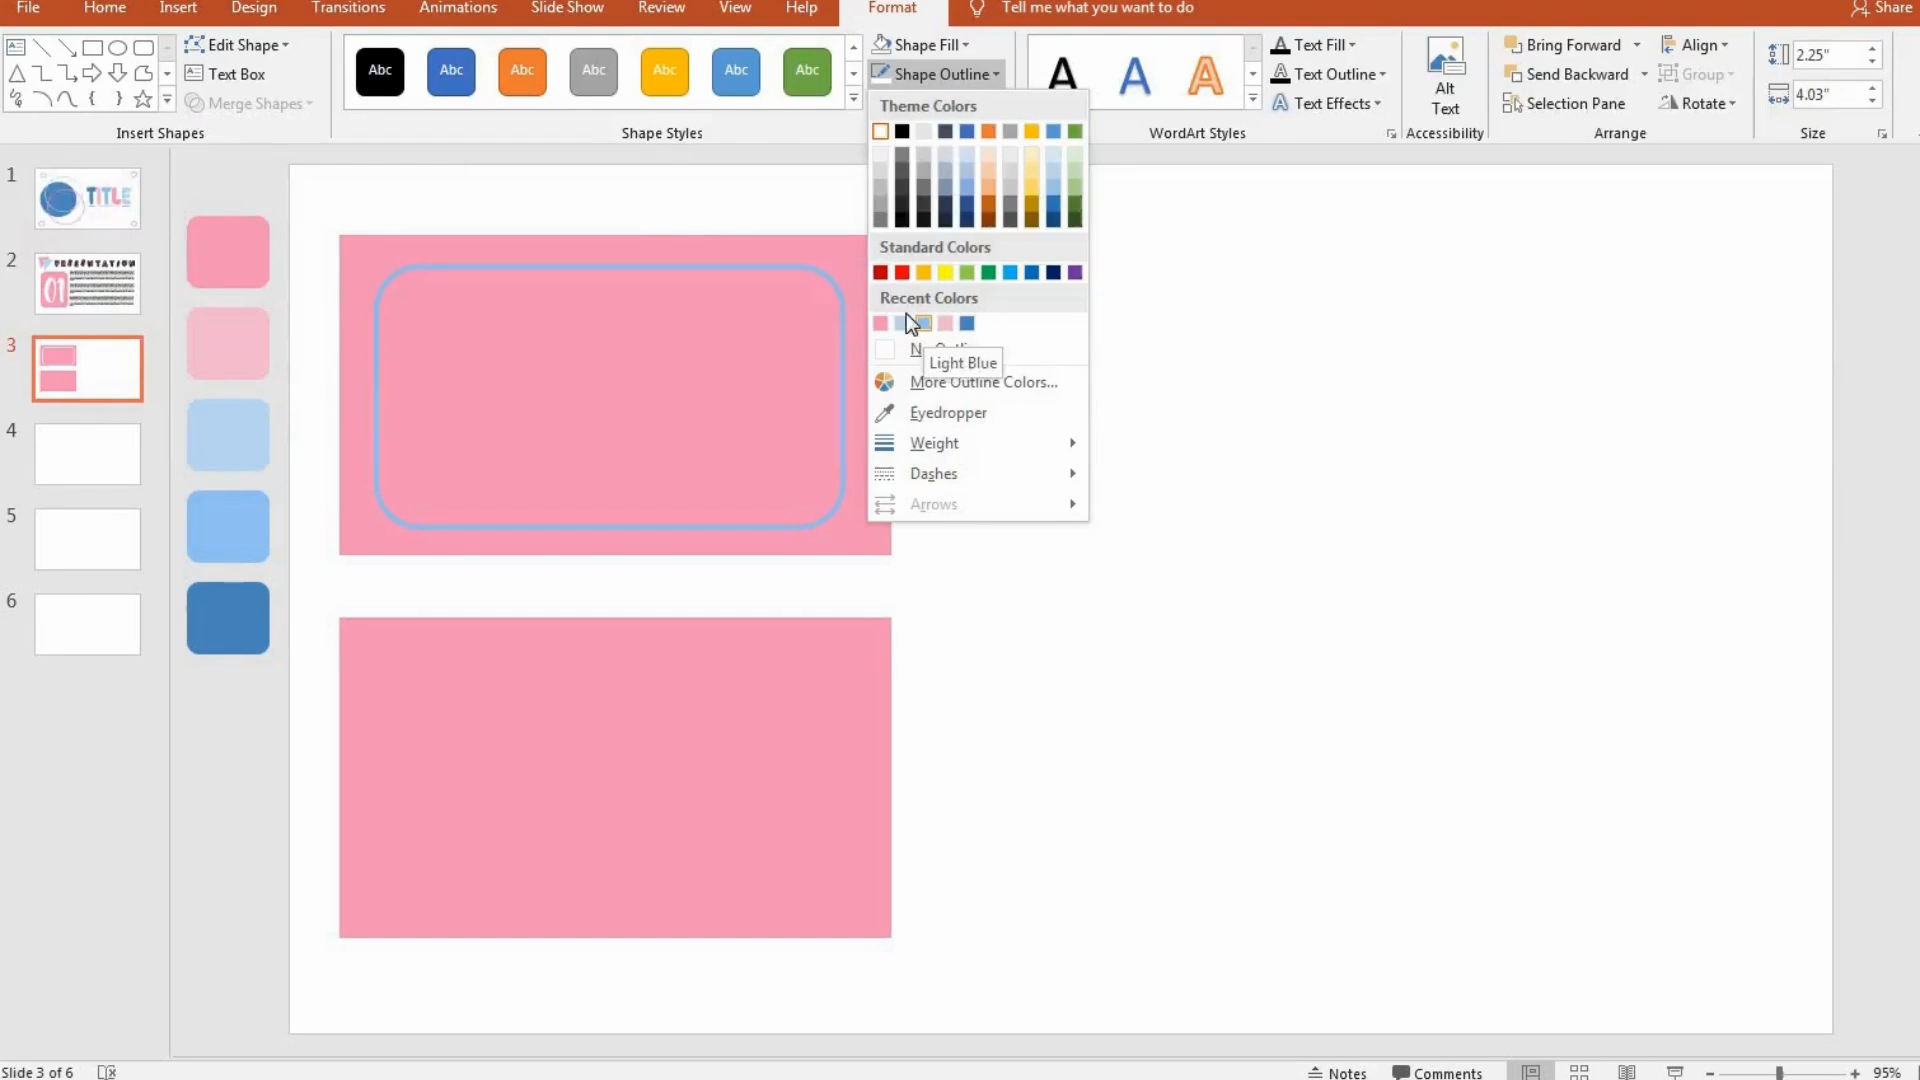 File Home Insert Design Transitions Animations Slide Show Review View Help Format Tell me what you want to do Share
Edit Shape
Text Box
Merge Shapes
Insert Shapes
Abc Abc Abc Abc Abc Abc Abc
Shape Styles
Shape Fill
Shape Outline
Theme Colors
Standard Colors
Recent Colors
Light Blue
More Outline Colors...
Eyedropper
Weight
Dashes
Arrows
A A A
WordArt Styles
Text Fill
Text Outline
Text Effects
Alt
Text
Accessibility
Bring Forward
Send Backward
Selection Pane
Align
Group
Rotate
Arrange
2.25"
4.03"
Size
1
TITLE
2
PRESENTATION
01
3
4
5
6
Slide 3 of 6
Notes
Comments
95%